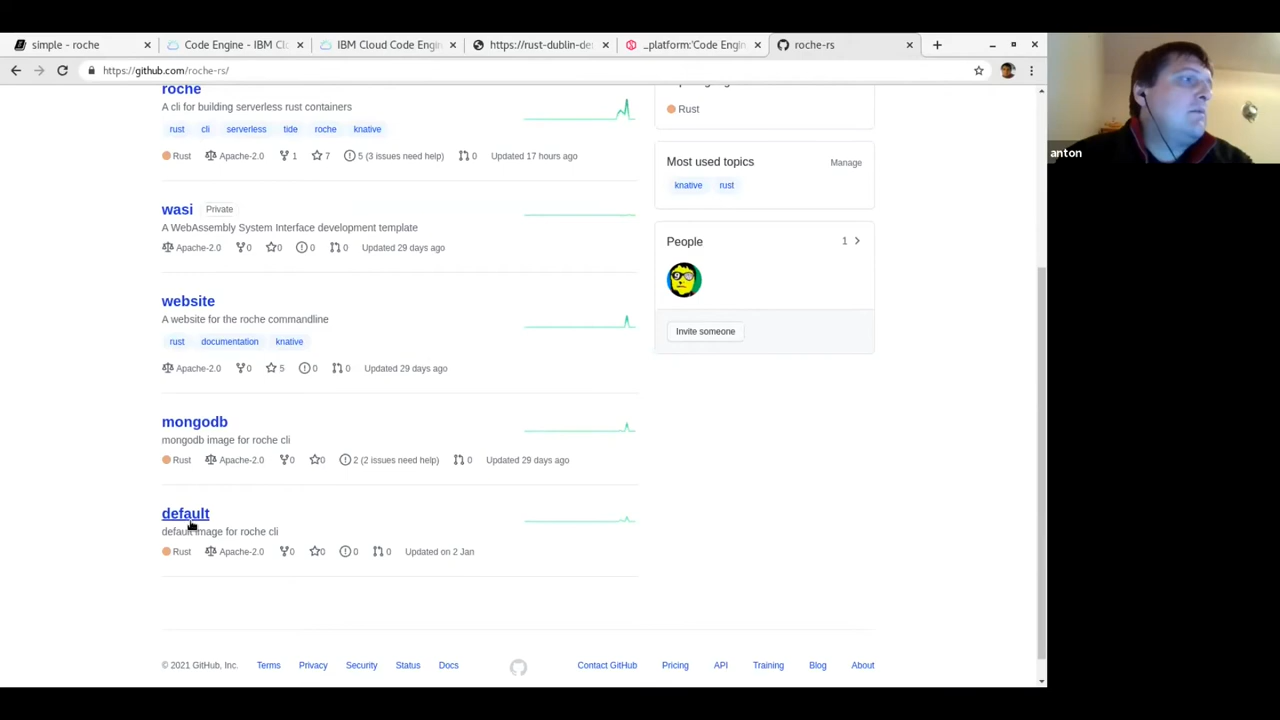 simple - roche
Code Engine - IBM Cl
IBM Cloud Code Engin
https://rust-dublin-de
_platform:'Code Engin
roche-rs
https://github.com/roche-rs/
roche
A cli for building serverless rust containers
rust cli serverless tide roche knative
Rust Apache-2.0 1 7 5 (3 issues need help) 0 Updated 17 hours ago
wasi Private
A WebAssembly System Interface development template
Apache-2.0 0 0 0 0 Updated 29 days ago
website
A website for the roche commandline
rust documentation knative
Apache-2.0 0 5 0 0 Updated 29 days ago
mongodb
mongodb image for roche cli
Rust Apache-2.0 0 0 2 (2 issues need help) 0 Updated 29 days ago
default
default image for roche cli
Rust Apache-2.0 0 0 0 0 Updated on 2 Jan
Rust
Most used topics Manage
knative rust
People 1
Invite someone
anton
© 2021 GitHub, Inc. Terms Privacy Security Status Docs Contact GitHub Pricing API Training Blog About